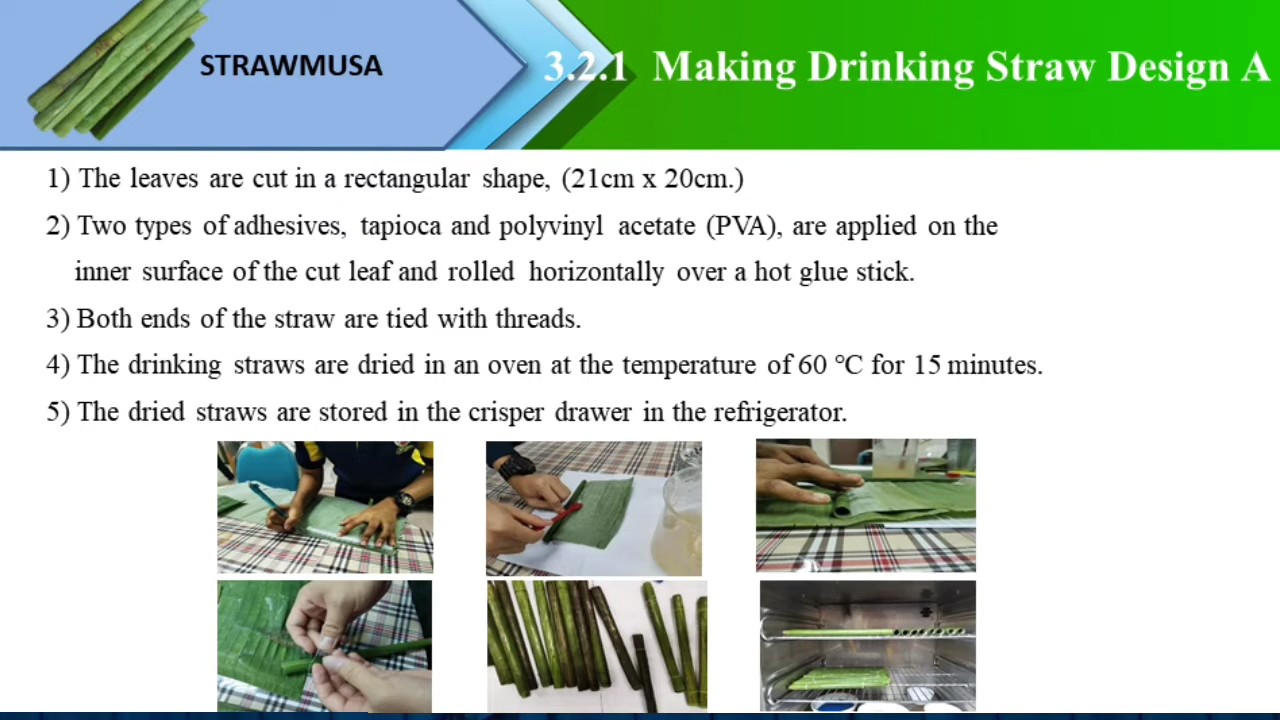 STRAWMUSA
3.2.1 Making Drinking Straw Design A
1) The leaves are cut in a rectangular shape, (21cm x 20cm.)
2) Two types of adhesives, tapioca and polyvinyl acetate (PVA), are applied on the
inner surface of the cut leaf and rolled horizontally over a hot glue stick.
3) Both ends of the straw are tied with threads.
4) The drinking straws are dried in an oven at the temperature of 60 °C for 15 minutes.
5) The dried straws are stored in the crisper drawer in the refrigerator.